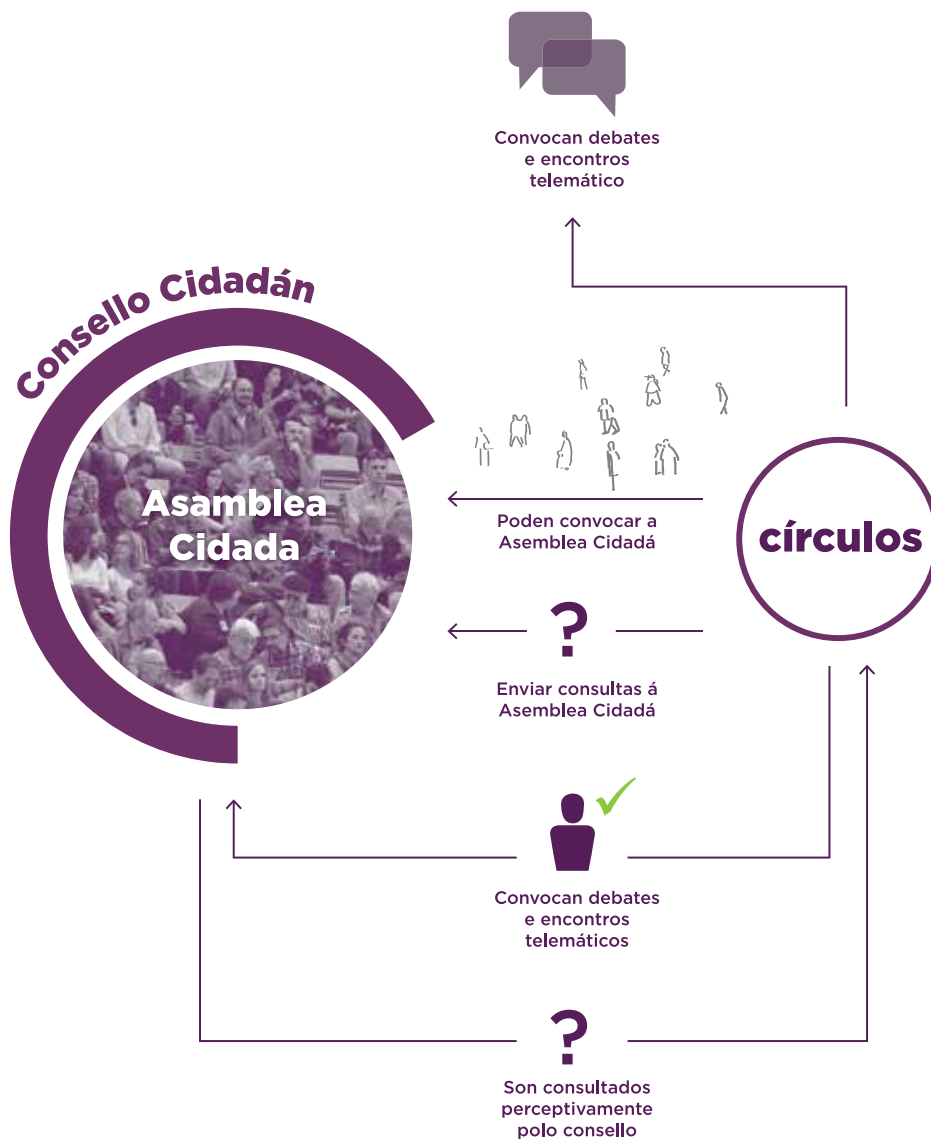 Convocan debates
e encontros
telemático
Consello Cidadán
Asamblea
Cidada
círculos
Poden convocar a
Asemblea Cidadá
?
Enviar consultas á
Asemblea Cidadá
Convocan debates
e encontros
telemáticos
?
Son consultados
perceptivamente
polo consello